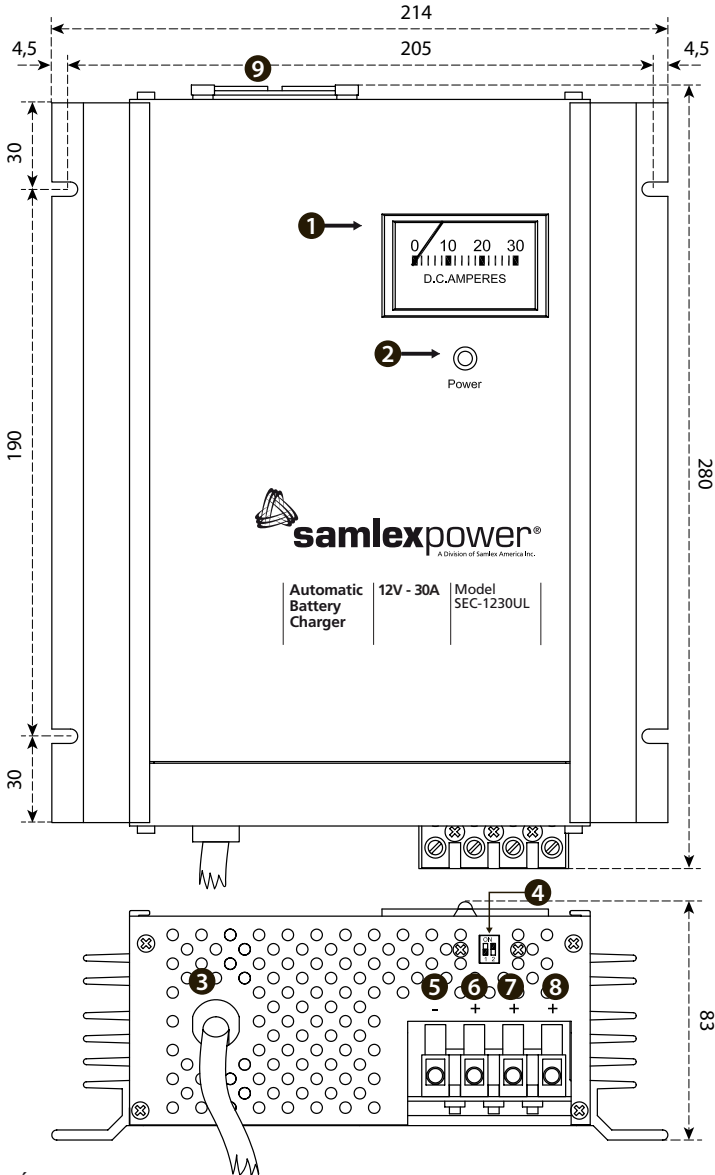 214
4,5
205
4,5
9
30
1
0 10 20 30
D.C.AMPERES
2
Power
190
280
samlexpower®
A Division of Samlex America Inc.
Automatic
Battery
Charger
12V - 30A
Model
SEC-1230UL
30
4
ON
1 2
3
5
6
7
8
- + + +
83